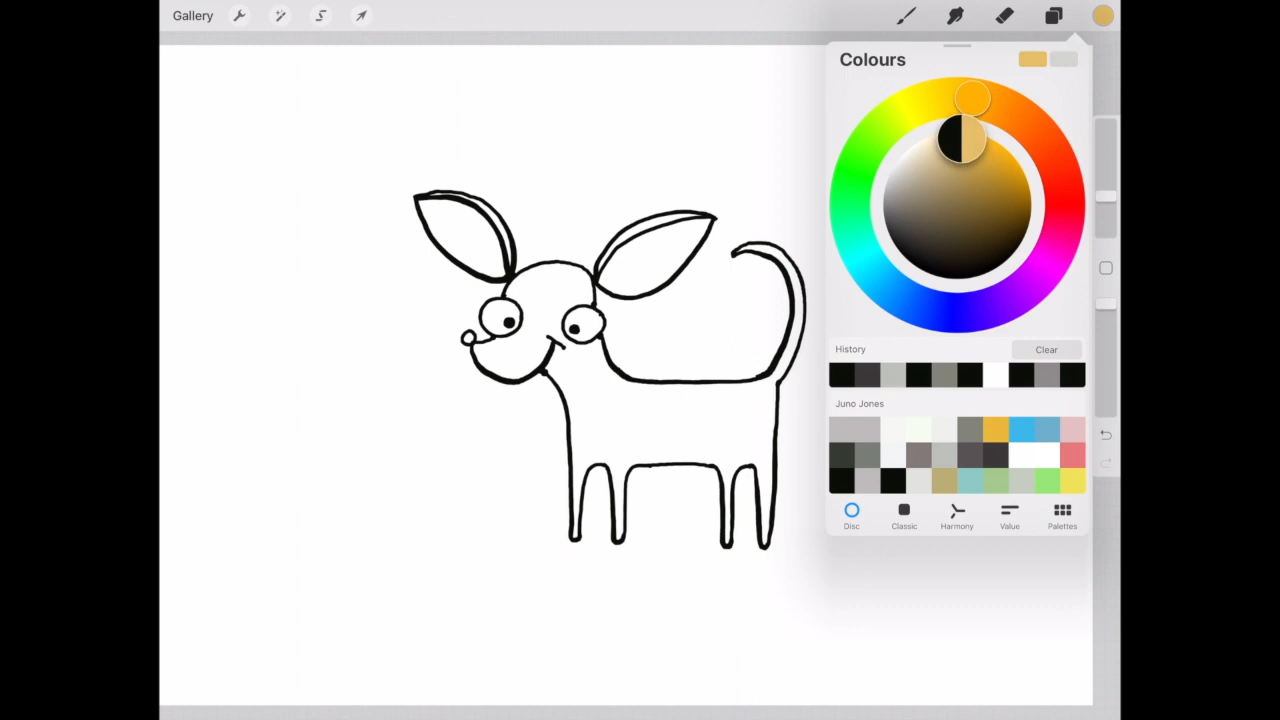 Gallery
Colours
History
Clear
Juno Jones
Disc
Classic
Harmony
Value
Palettes